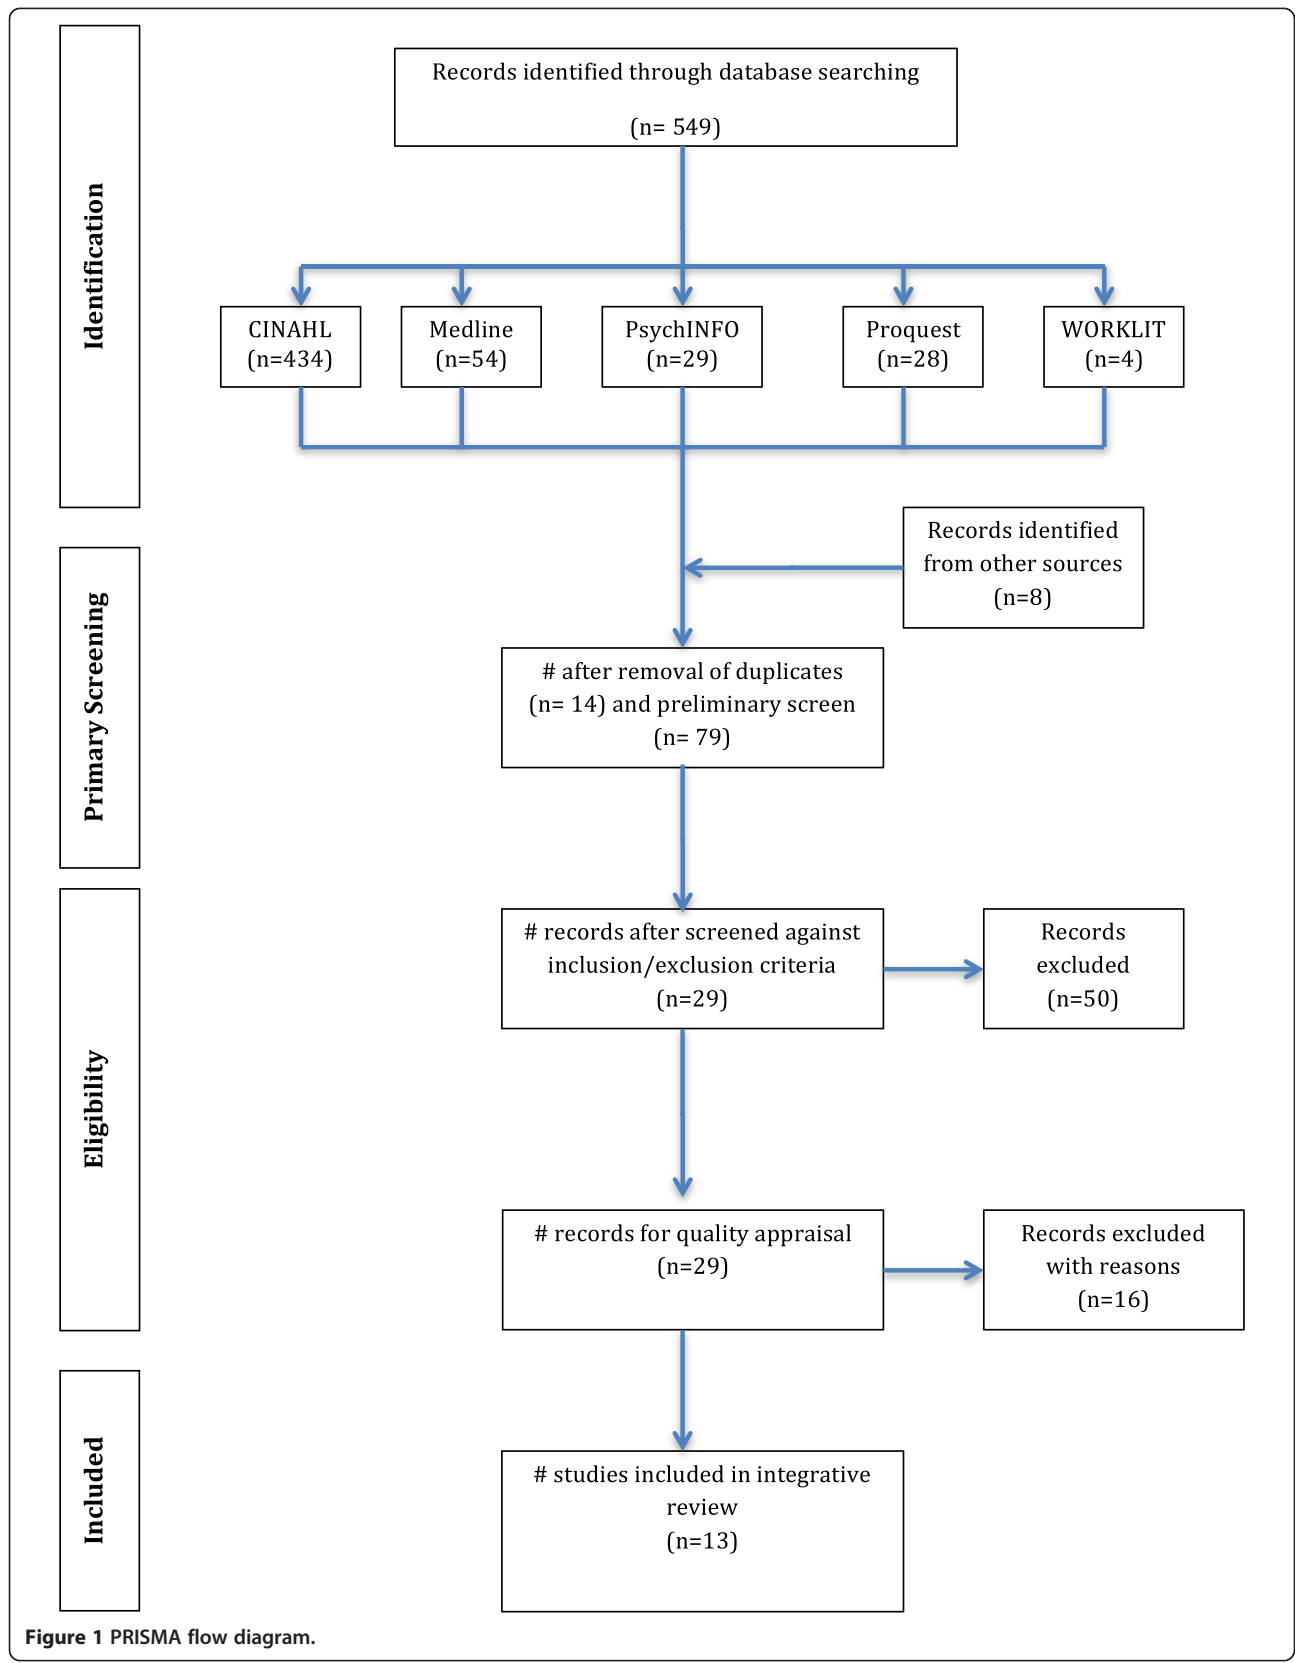 Identification
Records identified through database searching
(n= 549)
CINAHL
(n=434)
Medline
(n=54)
PsychINFO
(n=29)
Proquest
(n=28)
WORKLIT
(n=4)
Records identified
from other sources
(n=8)
Primary Screening
# after removal of duplicates
(n= 14) and preliminary screen
(n= 79)
Eligibility
# records after screened against
inclusion/exclusion criteria
(n=29)
Records
excluded
(n=50)
# records for quality appraisal
(n=29)
Records excluded
with reasons
(n=16)
Included
# studies included in integrative
review
(n=13)
Figure 1 PRISMA flow diagram.